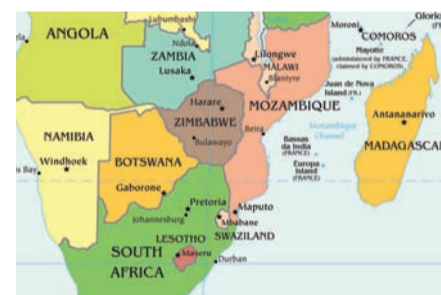 Lubumbashi
ANGOLA
Ndola
ZAMBIA
Lusaka
Lilongwe
MALAWI
Blantyre
Moroni
COMOROS
Mayotte
(administered by FRANCE,
claimed by COMOROS)
Juan de Nova
Island (FR.)
Harare
MOZAMBIQUE
ZIMBABWE
Bulawayo
Beira
Antananarivo
MADAGASCAR
Mozambique
Channel
Bassas
da India
(FRANCE)
Europa
Island
(FRANCE)
NAMIBIA
Windhoek
is Bay
BOTSWANA
Gaborone
Pretoria
Johannesburg
Maputo
Mbabane
SWAZILAND
LESOTHO
Maseru
SOUTH
AFRICA
Durban